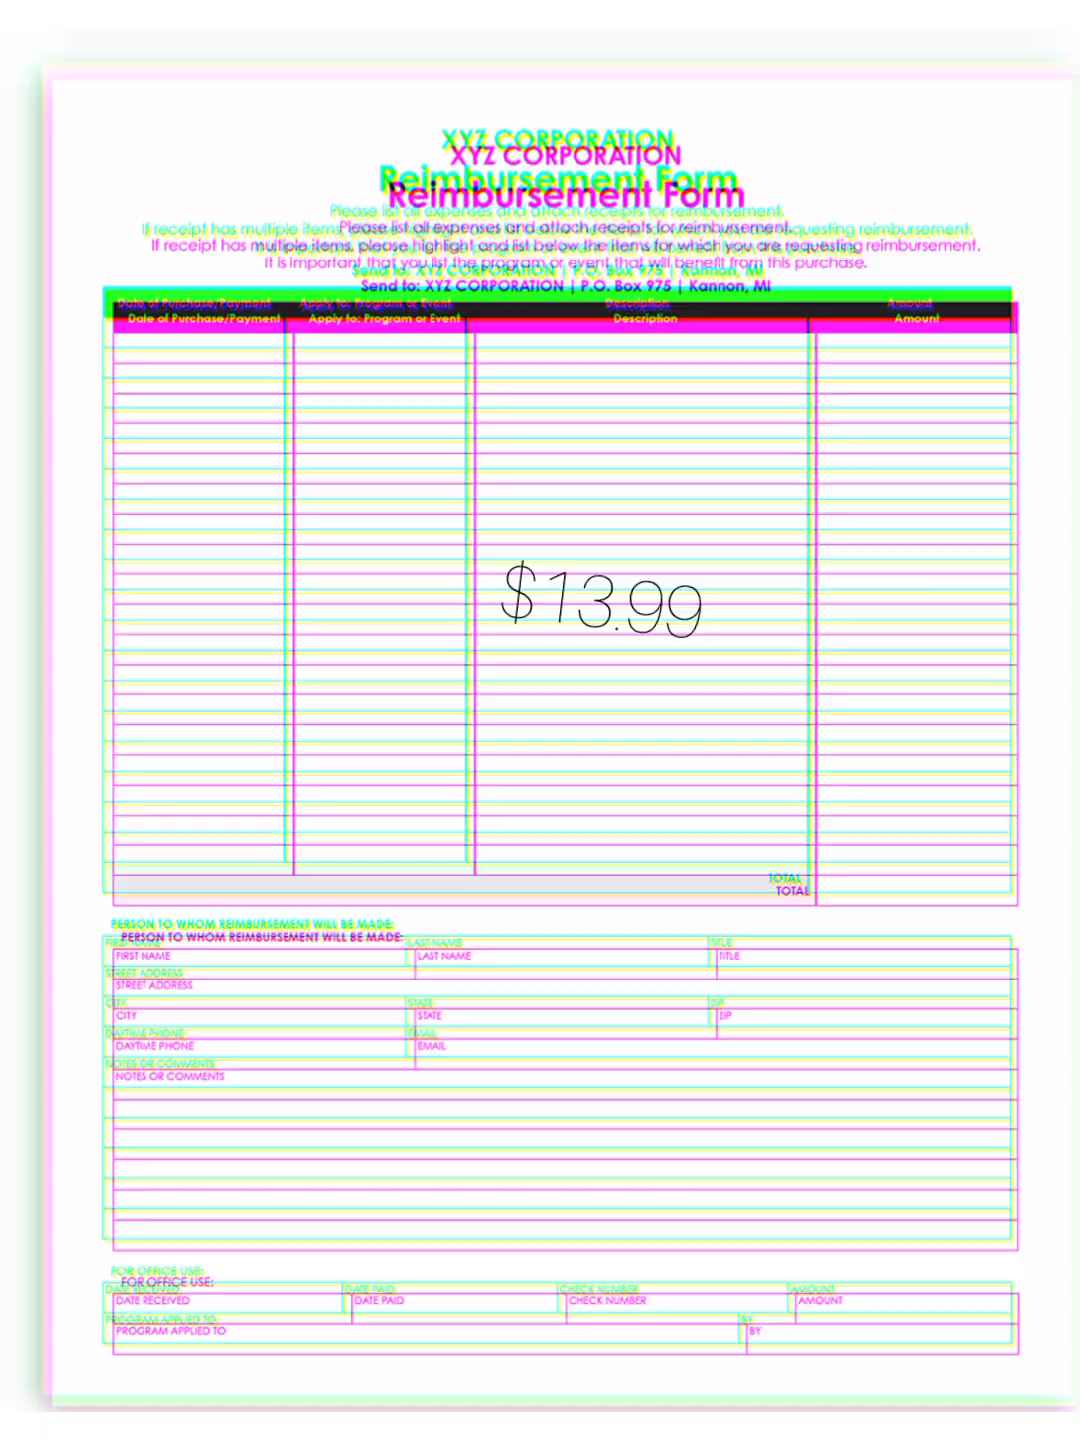 XYZ CORPORATION
Reimbursement Form
Please list all expenses and attach receipts for reimbursement.
If receipt has multiple items, please highlight and list below the items for which you are requesting reimbursement.
It is important that you list the program or event that will benefit from this purchase.
Send to: XYZ CORPORATION | P.O. Box 975 | Kannon, MI
Date of Purchase/Payment Apply to: Program or Event Description Amount
$13.99
TOTAL
PERSON TO WHOM REIMBURSEMENT WILL BE MADE:
FIRST NAME LAST NAME TITLE
STREET ADDRESS
CITY STATE ZIP
DAYTIME PHONE EMAIL
NOTES OR COMMENTS
FOR OFFICE USE:
DATE RECEIVED DATE PAID CHECK NUMBER AMOUNT
PROGRAM APPLIED TO BY